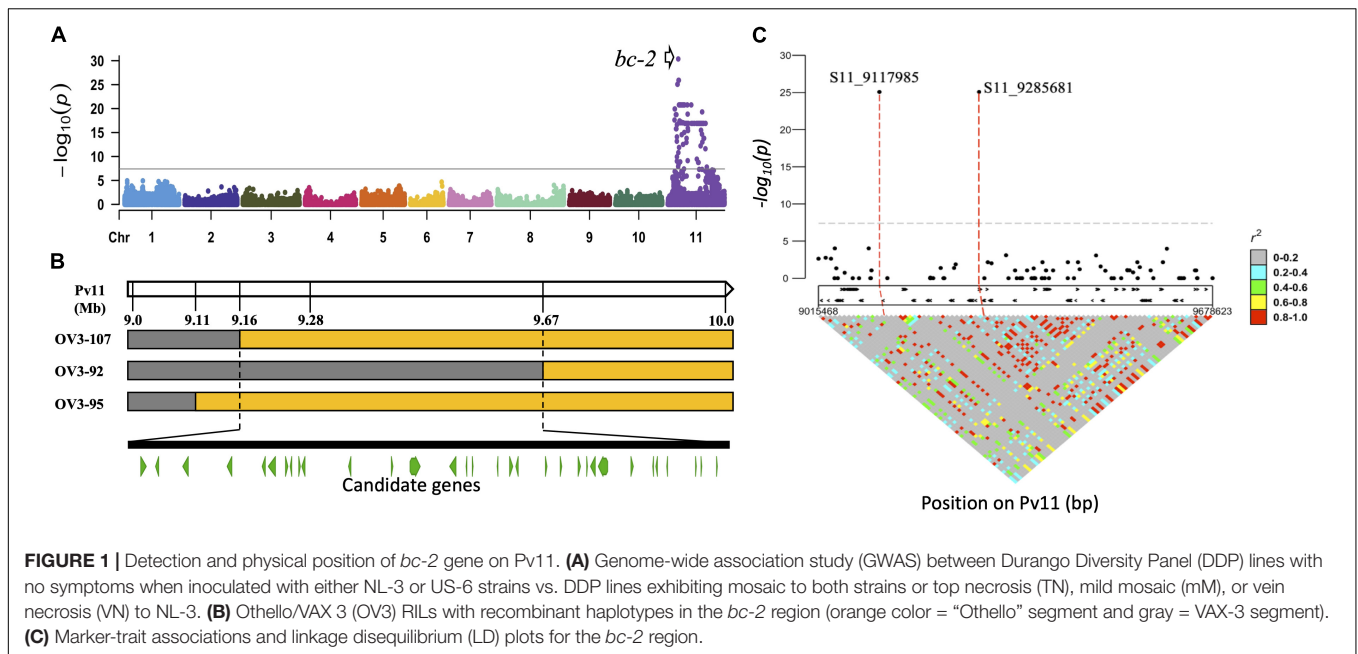 A
bc-2
−log10(p)
30
25
20
15
10
5
0
Chr 1 2 3 4 5 6 7 8 9 10 11
B
Pv11
(Mb)
9.0 9.11 9.16 9.28 9.67 10.0
OV3-107
OV3-92
OV3-95
Candidate genes
C
30
25
20
15
10
5
0
-log10(p)
S11_9117985
S11_9285681
9015468 9678623
r2
0-0.2
0.2-0.4
0.4-0.6
0.6-0.8
0.8-1.0
Position on Pv11 (bp)
FIGURE 1 | Detection and physical position of bc-2 gene on Pv11. (A) Genome-wide association study (GWAS) between Durango Diversity Panel (DDP) lines with
no symptoms when inoculated with either NL-3 or US-6 strains vs. DDP lines exhibiting mosaic to both strains or top necrosis (TN), mild mosaic (mM), or vein
necrosis (VN) to NL-3. (B) Othello/VAX 3 (OV3) RILs with recombinant haplotypes in the bc-2 region (orange color = “Othello” segment and gray = VAX-3 segment).
(C) Marker-trait associations and linkage disequilibrium (LD) plots for the bc-2 region.